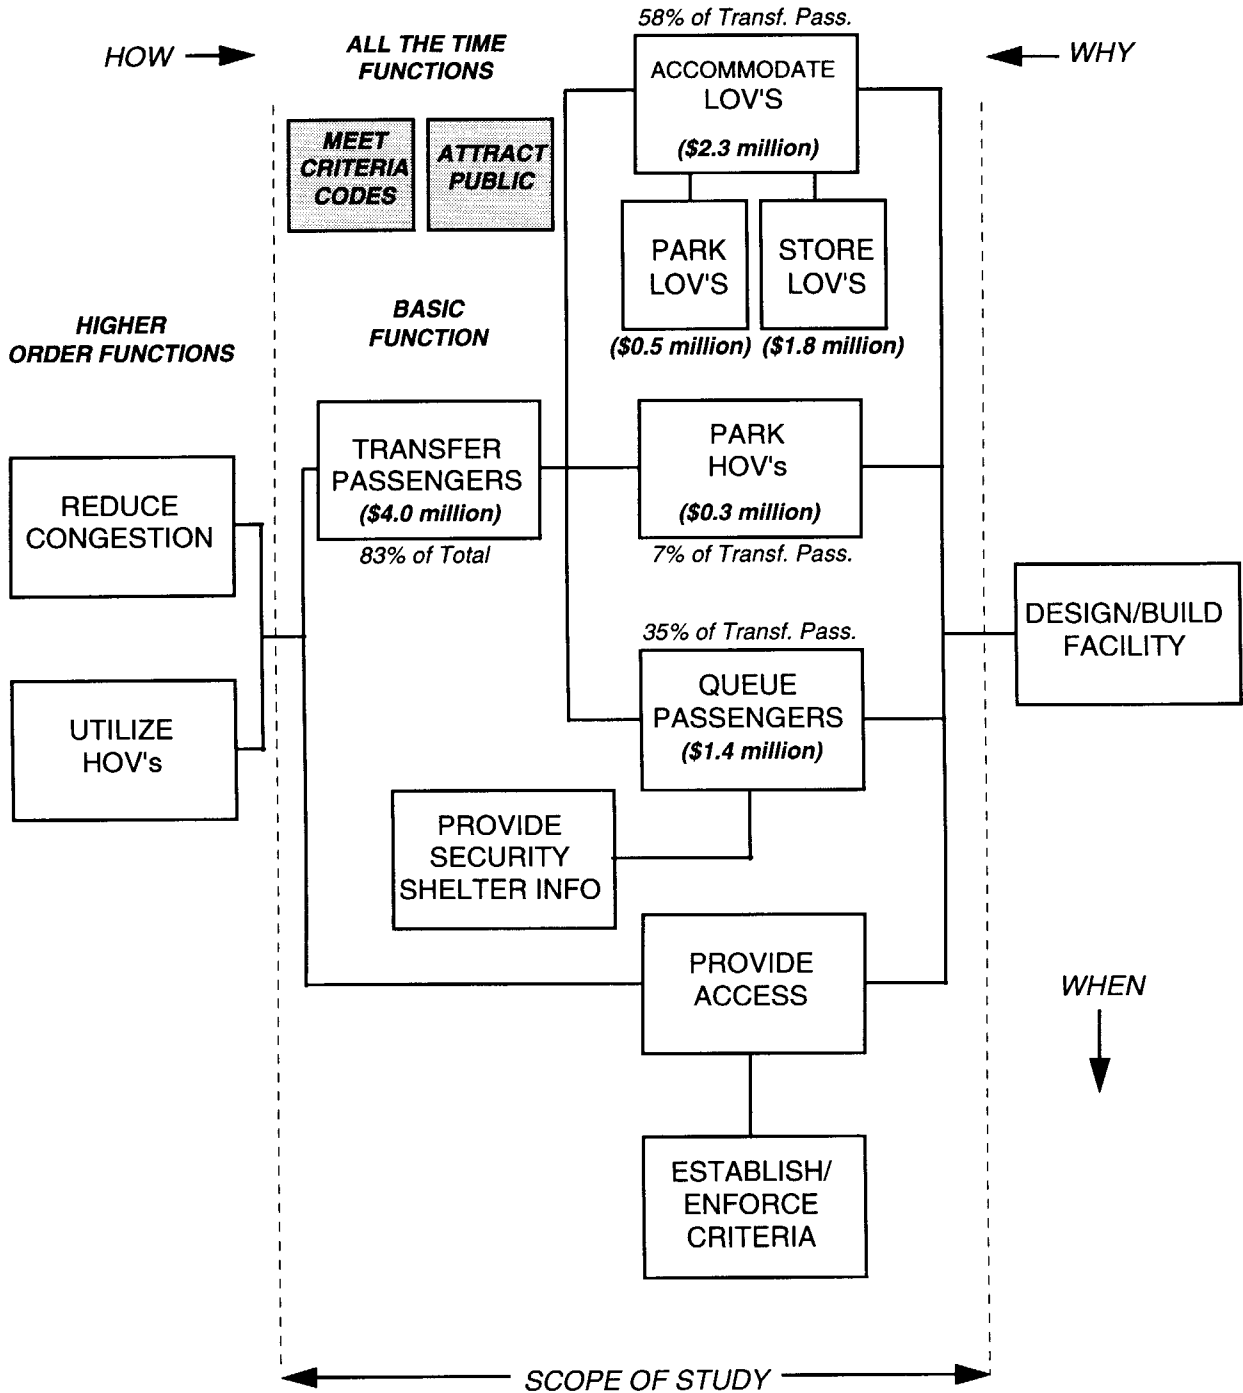 58% of Transf. Pass.
HOW
ALL THE TIME
FUNCTIONS
WHY
ACCOMMODATE
LOV'S
($2.3 million)
MEET
CRITERIA
CODES
ATTRACT
PUBLIC
PARK
LOV'S
STORE
LOV'S
($0.5 million)
($1.8 million)
HIGHER
ORDER FUNCTIONS
BASIC
FUNCTION
TRANSFER
PASSENGERS
($4.0 million)
83% of Total
PARK
HOV's
($0.3 million)
7% of Transf. Pass.
REDUCE
CONGESTION
UTILIZE
HOV's
35% of Transf. Pass.
QUEUE
PASSENGERS
($1.4 million)
DESIGN/BUILD
FACILITY
PROVIDE
SECURITY
SHELTER INFO
PROVIDE
ACCESS
WHEN
ESTABLISH/
ENFORCE
CRITERIA
SCOPE OF STUDY